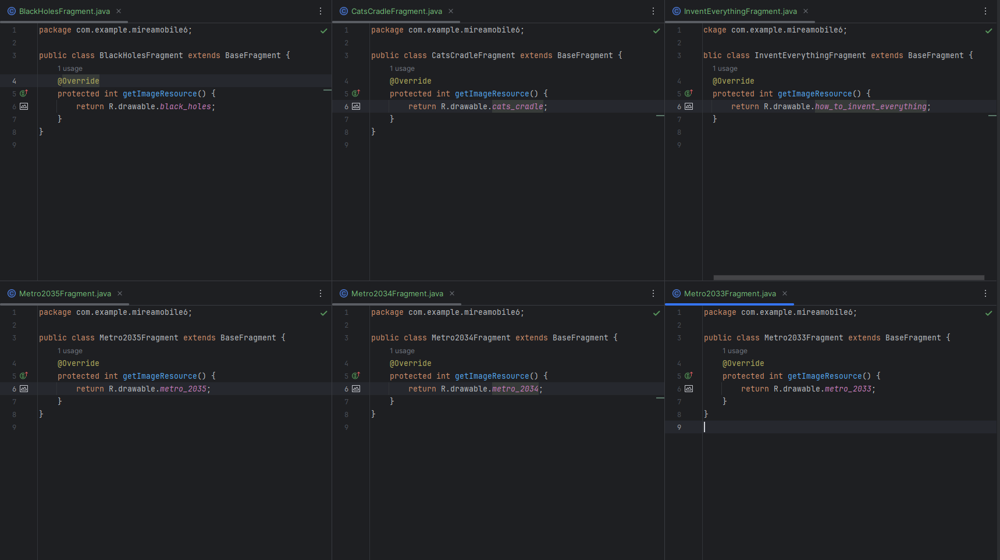 BlackHolesFragment.java
1 package com.example.mireamobile6;
2
3 public class BlackHolesFragment extends BaseFragment {
1 usage
4 @Override
5 protected int getImageResource() {
6 return R.drawable.black_holes;
7 }
8 }
9
CatsCradleFragment.java
1 package com.example.mireamobile6;
2
3 public class CatsCradleFragment extends BaseFragment {
1 usage
4 @Override
5 protected int getImageResource() {
6 return R.drawable.cats_cradle;
7 }
8 }
9
InventEverythingFragment.java
1 ckage com.example.mireamobile6;
2
3 blic class InventEverythingFragment extends BaseFragment {
1 usage
4 @Override
5 protected int getImageResource() {
6 return R.drawable.how_to_invent_everything;
7 }
8
9
Metro2035Fragment.java
1 package com.example.mireamobile6;
2
3 public class Metro2035Fragment extends BaseFragment {
1 usage
4 @Override
5 protected int getImageResource() {
6 return R.drawable.metro_2035;
7 }
8 }
9
Metro2034Fragment.java
1 package com.example.mireamobile6;
2
3 public class Metro2034Fragment extends BaseFragment {
1 usage
4 @Override
5 protected int getImageResource() {
6 return R.drawable.metro_2034;
7 }
8 }
9
Metro2033Fragment.java
1 package com.example.mireamobile6;
2
3 public class Metro2033Fragment extends BaseFragment {
1 usage
4 @Override
5 protected int getImageResource() {
6 return R.drawable.metro_2033;
7 }
8 }
9